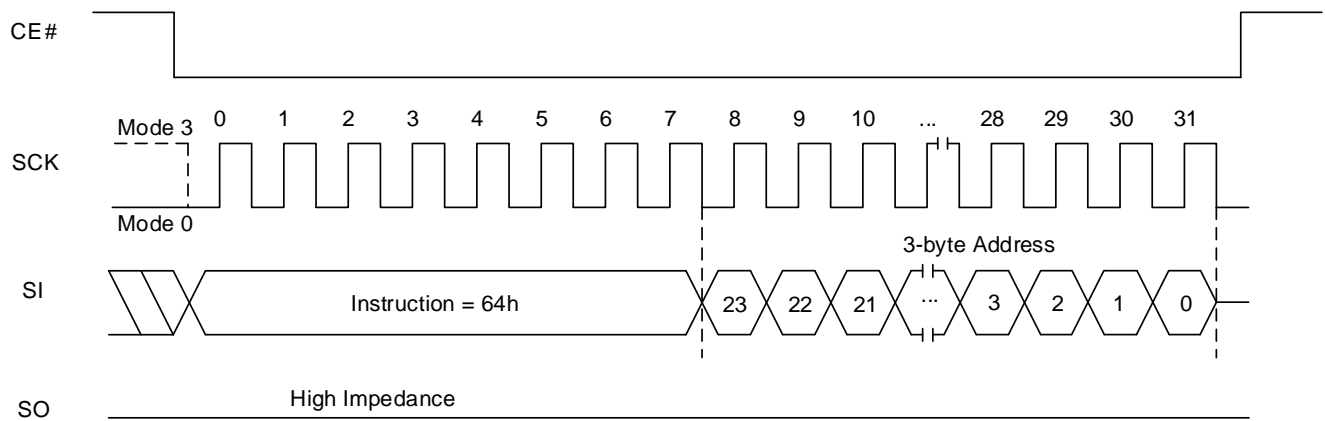 CE#
Mode 3 0 1 2 3 4 5 6 7 8 9 10 ... 28 29 30 31
SCK
Mode 0
3-byte Address
SI Instruction = 64h 23 22 21 ... 3 2 1 0
High Impedance
SO